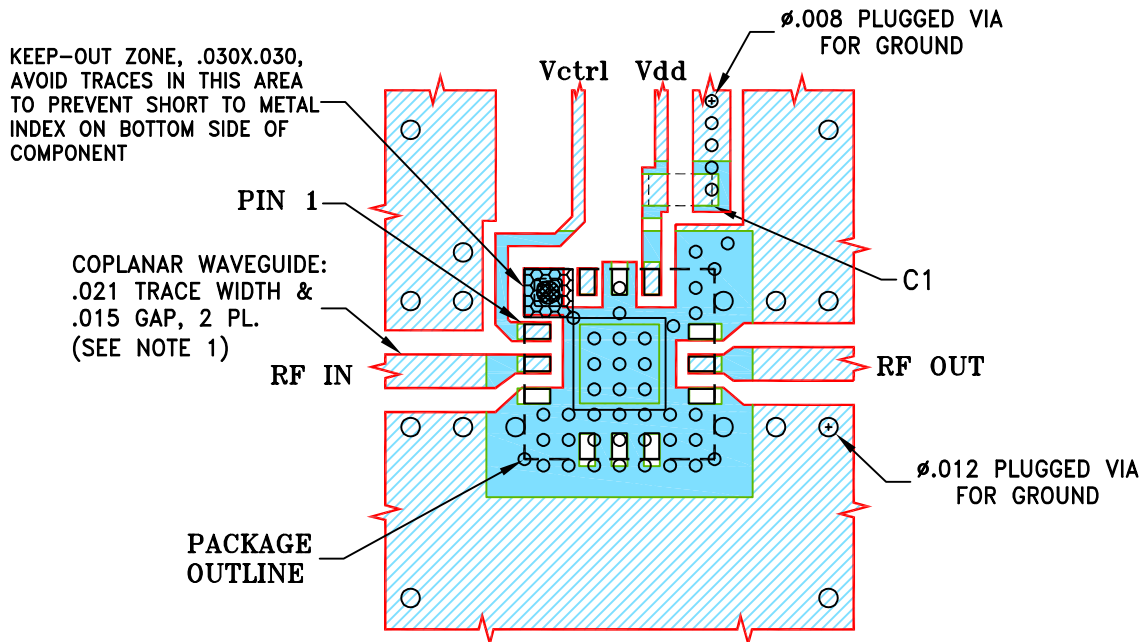 ø.008 PLUGGED VIA
FOR GROUND
KEEP-OUT ZONE, .030X.030,
AVOID TRACES IN THIS AREA
TO PREVENT SHORT TO METAL
INDEX ON BOTTOM SIDE OF
COMPONENT
Vctrl
Vdd
PIN 1
COPLANAR WAVEGUIDE:
.021 TRACE WIDTH &
.015 GAP, 2 PL.
(SEE NOTE 1)
C1
RF IN
RF OUT
ø.012 PLUGGED VIA
FOR GROUND
PACKAGE
OUTLINE